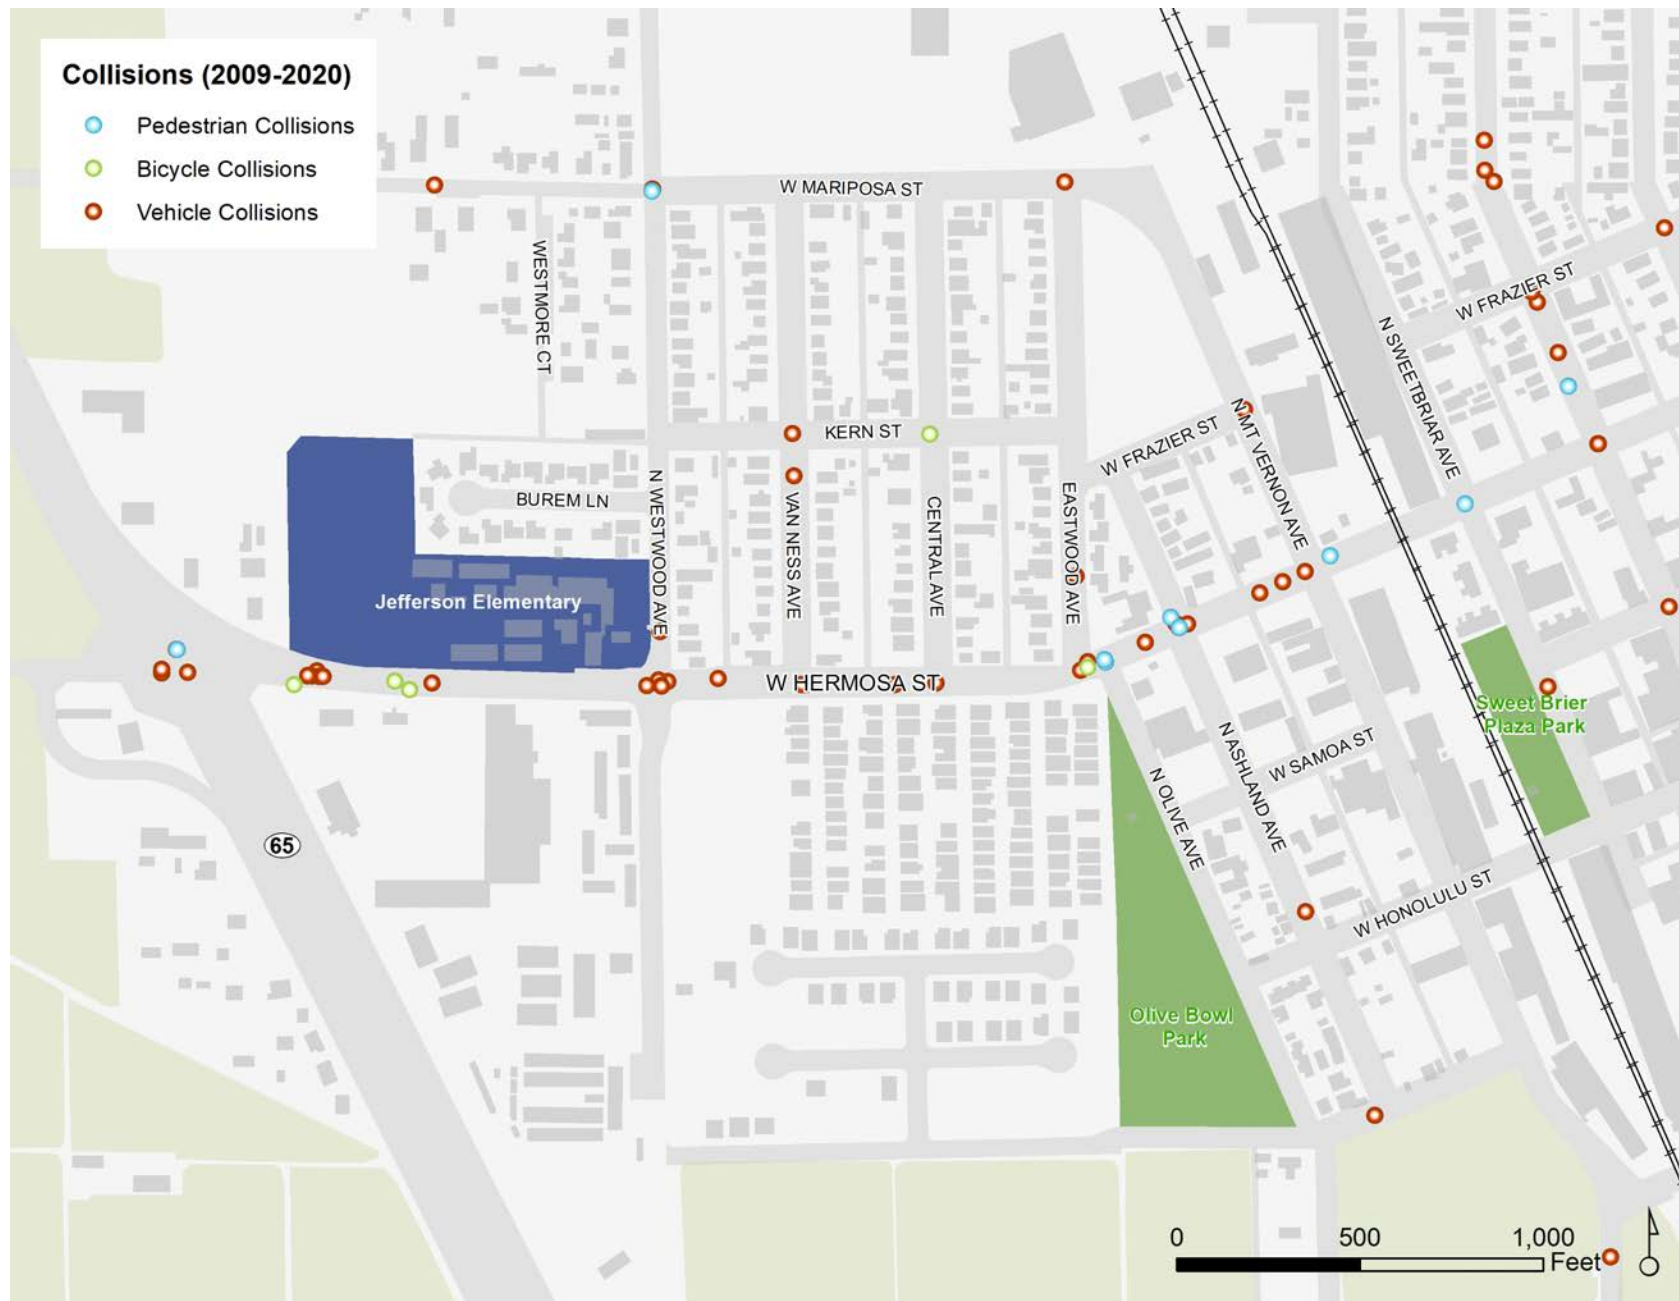 Collisions (2009-2020)
Pedestrian Collisions
Bicycle Collisions
Vehicle Collisions
W MARIPOSA ST
WESTMORE CT
W FRAZIER ST
N SWEETBRIAR AVE
KERN ST
W FRAZIER ST
N MT VERNON AVE
BUREM LN
N WESTWOOD AVE
VAN NESS AVE
CENTRAL AVE
EASTWOOD AVE
Jefferson Elementary
W HERMOSA ST
Sweet Brier
Plaza Park
N OLIVE AVE
N ASHLAND AVE
W SAMOA ST
65
W HONOLULU ST
Olive Bowl
Park
0 500 1,000
Feet